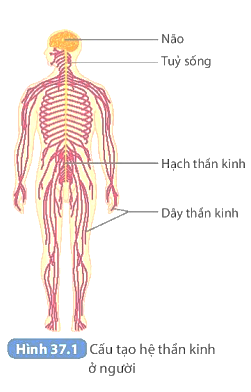 Não
Tuỷ sống
Hạch thần kinh
Dây thần kinh
Hình 37.1 Cấu tạo hệ thần kinh
ở người